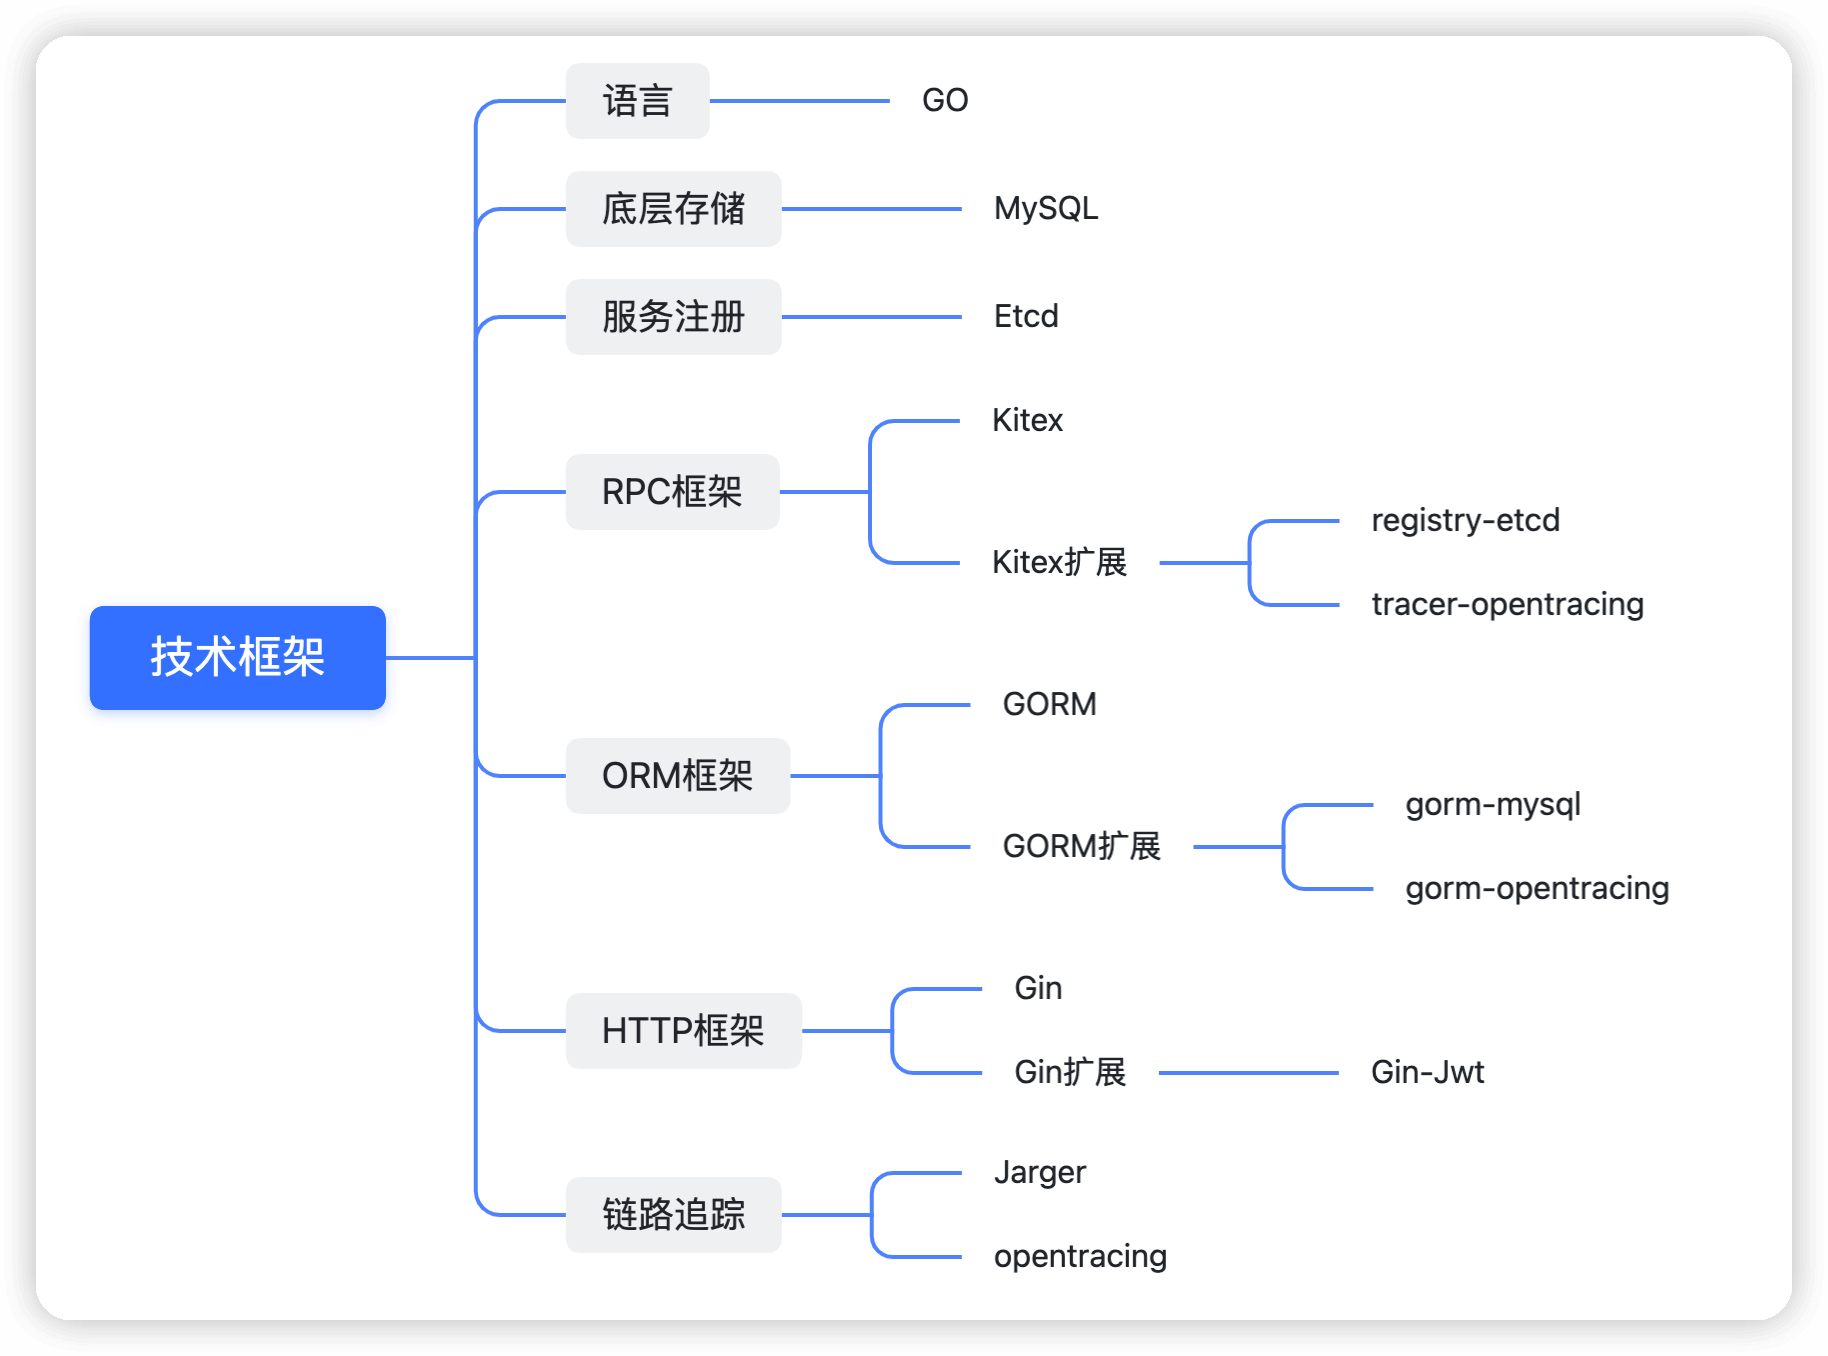 技术框架
语言
GO
底层存储
MySQL
服务注册
Etcd
RPC框架
Kitex
Kitex扩展
registry-etcd
tracer-opentracing
ORM框架
GORM
GORM扩展
gorm-mysql
gorm-opentracing
HTTP框架
Gin
Gin扩展
Gin-Jwt
链路追踪
Jarger
opentracing